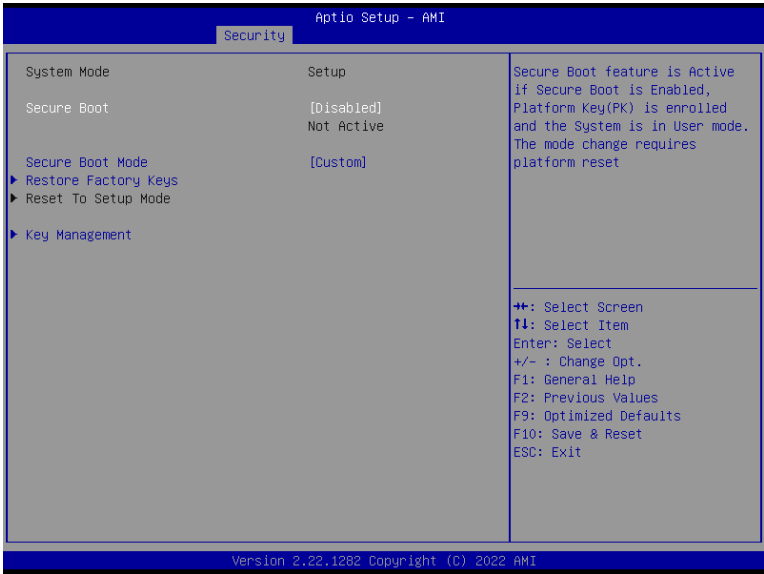 Aptio Setup - AMI
Security
System Mode Setup
Secure Boot [Disabled]
Not Active
Secure Boot Mode [Custom]
▶ Restore Factory Keys
▶ Reset To Setup Mode
▶ Key Management
Secure Boot feature is Active
if Secure Boot is Enabled,
Platform Key(PK) is enrolled
and the System is in User mode.
The mode change requires
platform reset
→←: Select Screen
↑↓: Select Item
Enter: Select
+/- : Change Opt.
F1: General Help
F2: Previous Values
F9: Optimized Defaults
F10: Save & Reset
ESC: Exit
Version 2.22.1282 Copyright (C) 2022 AMI